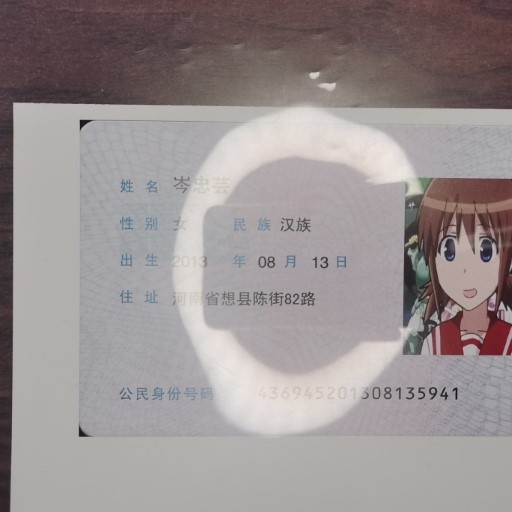 姓名 岑忠芸
性别 女 民族 汉族
出生 2013 年 08 月 13 日
住址 河南省想县陈街82路
公民身份号码 436945201308135941